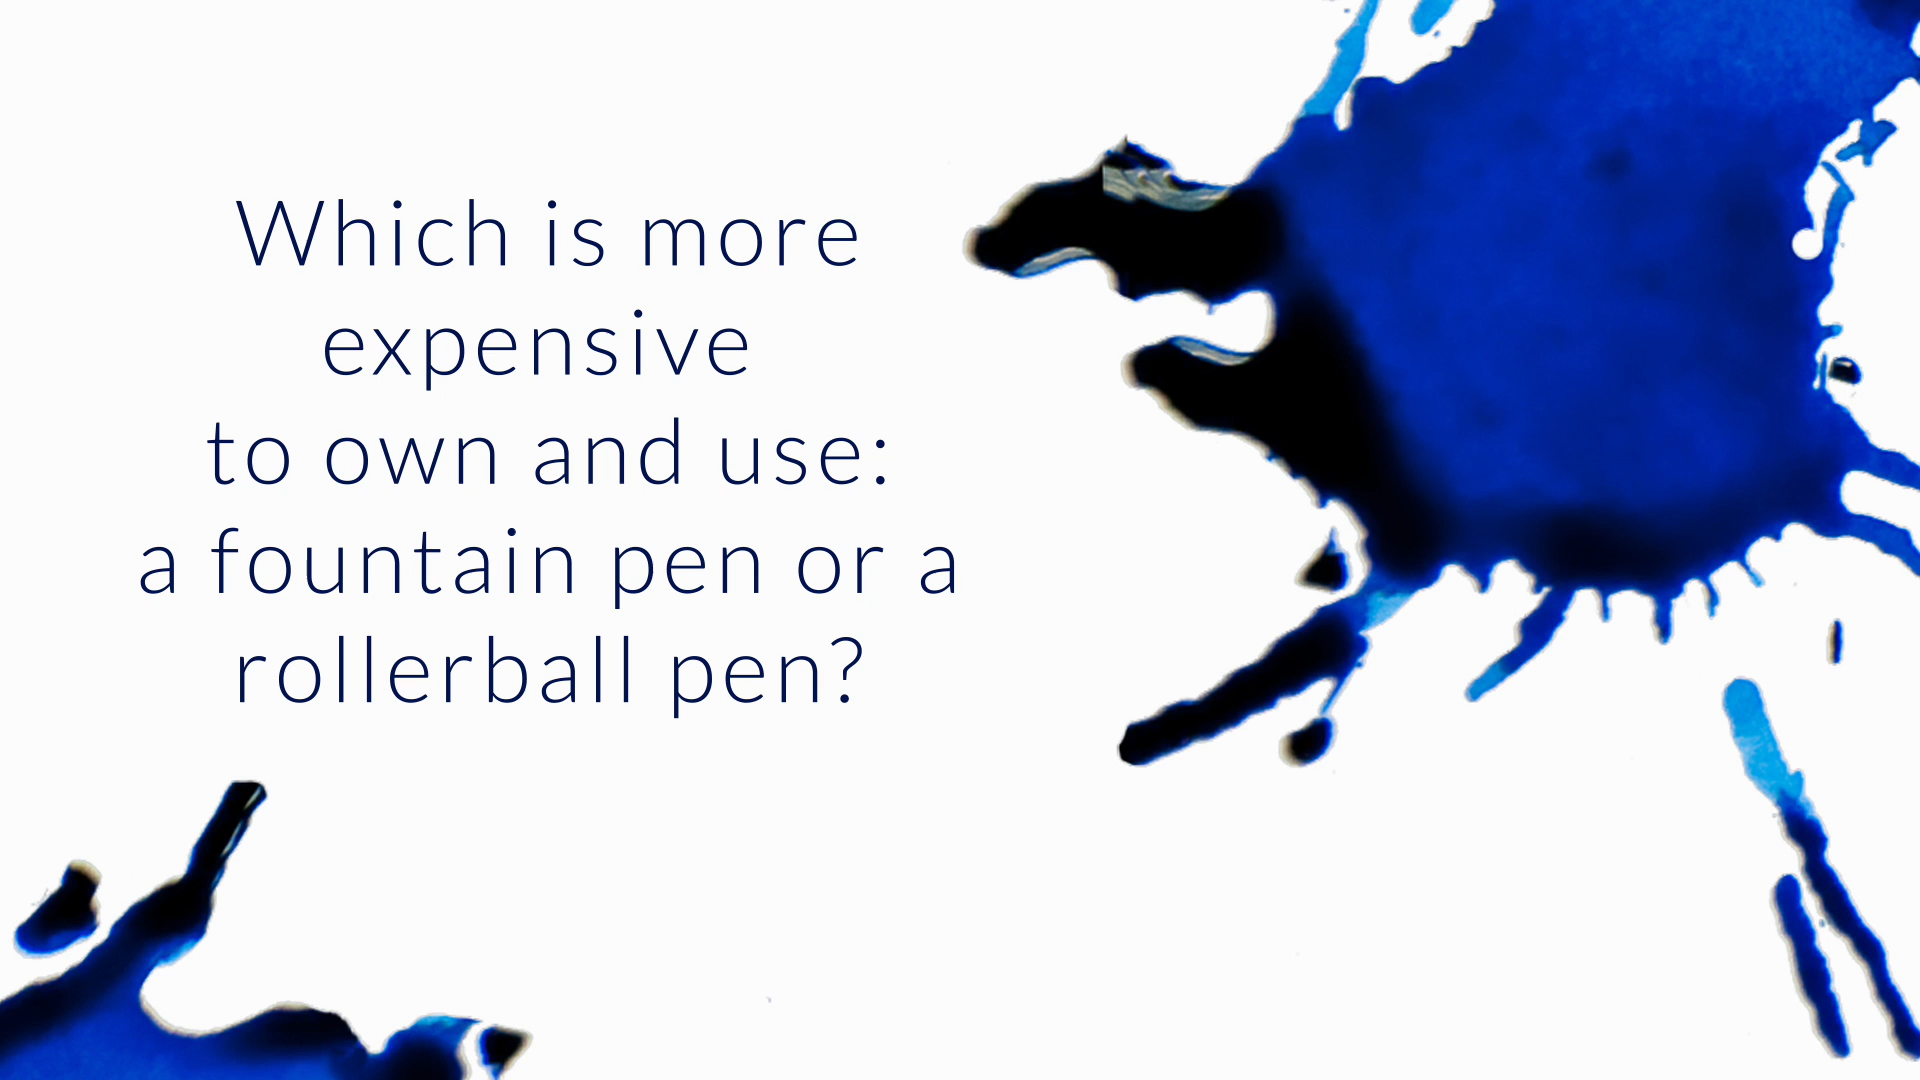 Which is more
expensive
to own and use:
a fountain pen or a
rollerball pen?